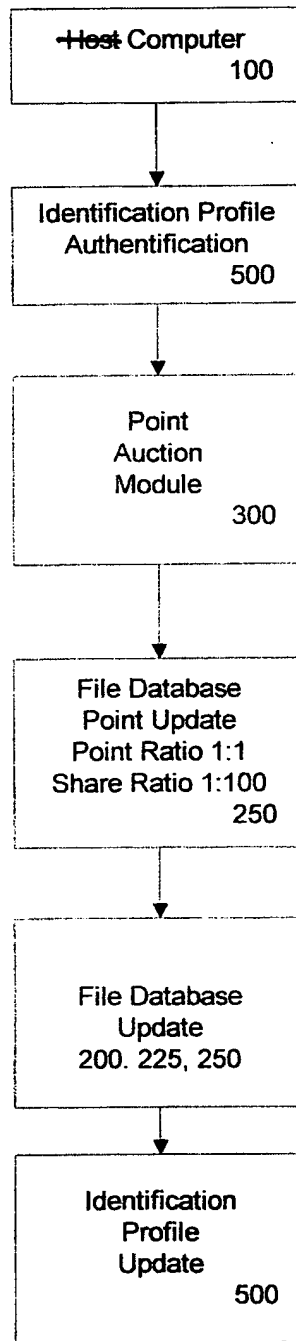 Host Computer
100
Identification Profile
Authentification
500
Point
Auction
Module
300
File Database
Point Update
Point Ratio 1:1
Share Ratio 1:100
250
File Database
Update
200. 225, 250
Identification
Profile
Update
500